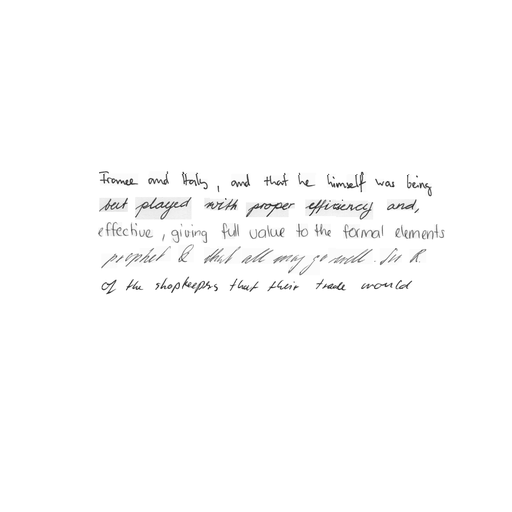 France and Italy, and that he himself was being
but played with proper efficiency and,
effective, giving full value to the formal elements
prophet & that all may go well. Sir R.
of the shopkeepers that their trade would